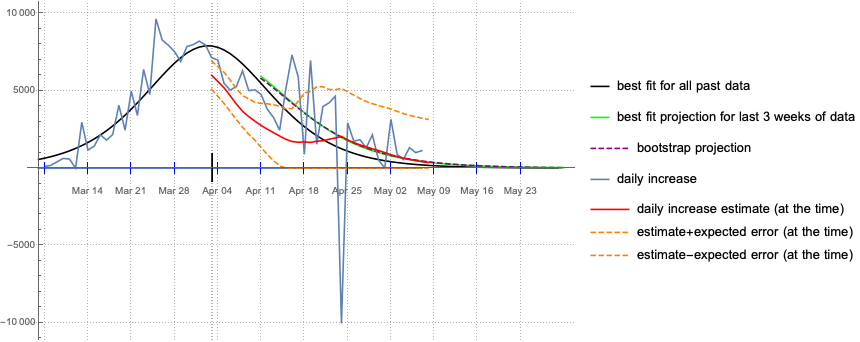 10 000
5000
−5000
−10 000
Mar 14 Mar 21 Mar 28 Apr 04 Apr 11 Apr 18 Apr 25 May 02 May 09 May 16 May 23
best fit for all past data
best fit projection for last 3 weeks of data
bootstrap projection
daily increase
daily increase estimate (at the time)
estimate+expected error (at the time)
estimate−expected error (at the time)